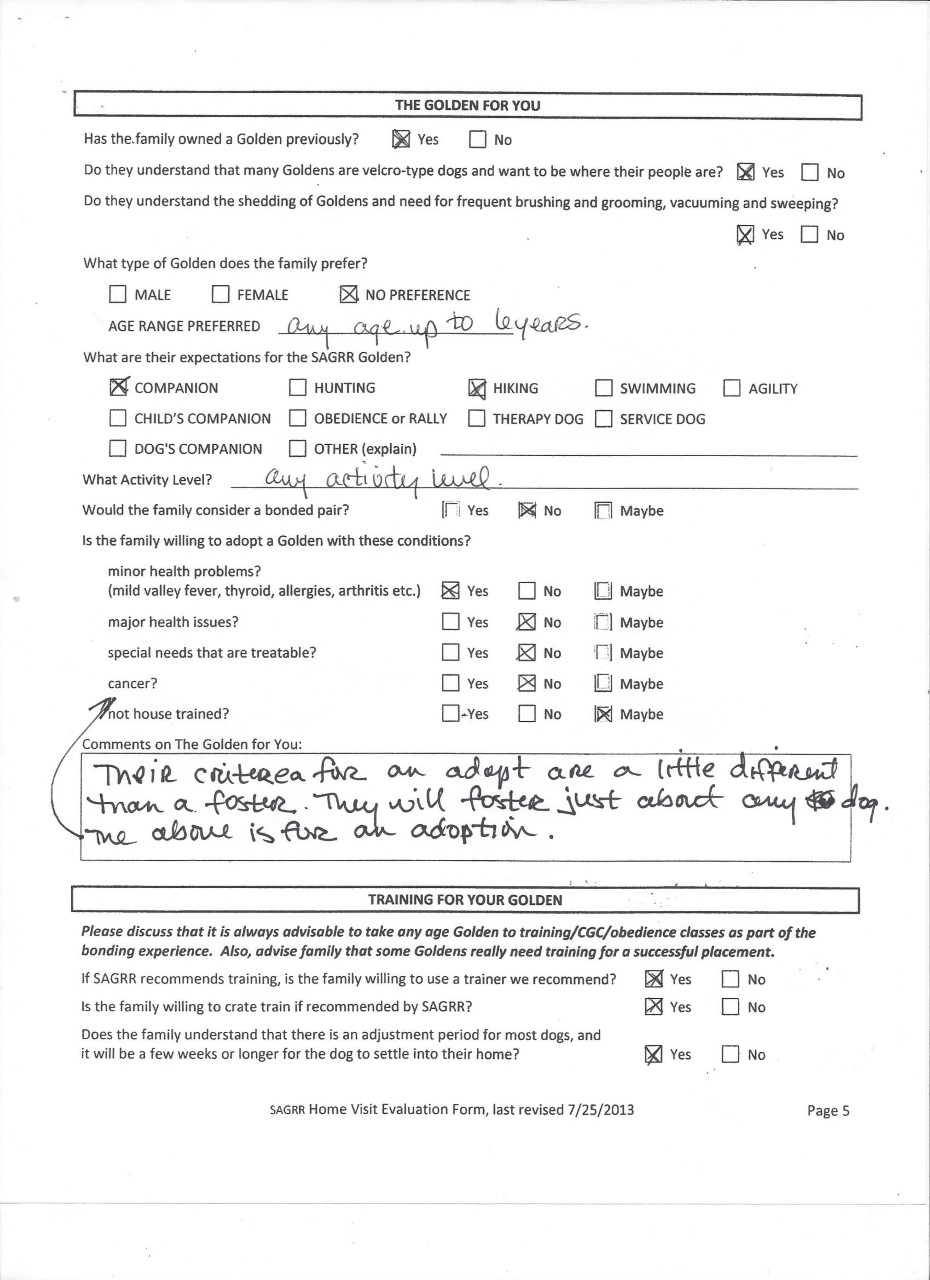 THE GOLDEN FOR YOU
Has the family owned a Golden previously? ☒ Yes ☐ No
Do they understand that many Goldens are velcro-type dogs and want to be where their people are? ☒ Yes ☐ No
Do they understand the shedding of Goldens and need for frequent brushing and grooming, vacuuming and sweeping?
☒ Yes ☐ No
What type of Golden does the family prefer?
☐ MALE ☐ FEMALE ☒ NO PREFERENCE
AGE RANGE PREFERRED any age up to 6 years.
What are their expectations for the SAGRR Golden?
☒ COMPANION ☐ HUNTING ☒ HIKING ☐ SWIMMING ☐ AGILITY
☐ CHILD'S COMPANION ☐ OBEDIENCE or RALLY ☐ THERAPY DOG ☐ SERVICE DOG
☐ DOG'S COMPANION ☐ OTHER (explain)
What Activity Level? any activity level.
Would the family consider a bonded pair? ☐ Yes ☒ No ☐ Maybe
Is the family willing to adopt a Golden with these conditions?
minor health problems?
(mild valley fever, thyroid, allergies, arthritis etc.) ☒ Yes ☐ No ☐ Maybe
major health issues? ☐ Yes ☒ No ☐ Maybe
special needs that are treatable? ☐ Yes ☒ No ☐ Maybe
cancer? ☐ Yes ☒ No ☐ Maybe
not house trained? ☐ Yes ☐ No ☒ Maybe
Comments on The Golden for You:
Their criterea for an adopt are a little different
than a foster. They will foster just about any dog.
The above is for an adoption.
TRAINING FOR YOUR GOLDEN
Please discuss that it is always advisable to take any age Golden to training/CGC/obedience classes as part of the
bonding experience. Also, advise family that some Goldens really need training for a successful placement.
If SAGRR recommends training, is the family willing to use a trainer we recommend? ☒ Yes ☐ No
Is the family willing to crate train if recommended by SAGRR? ☒ Yes ☐ No
Does the family understand that there is an adjustment period for most dogs, and
it will be a few weeks or longer for the dog to settle into their home? ☒ Yes ☐ No
SAGRR Home Visit Evaluation Form, last revised 7/25/2013 Page 5